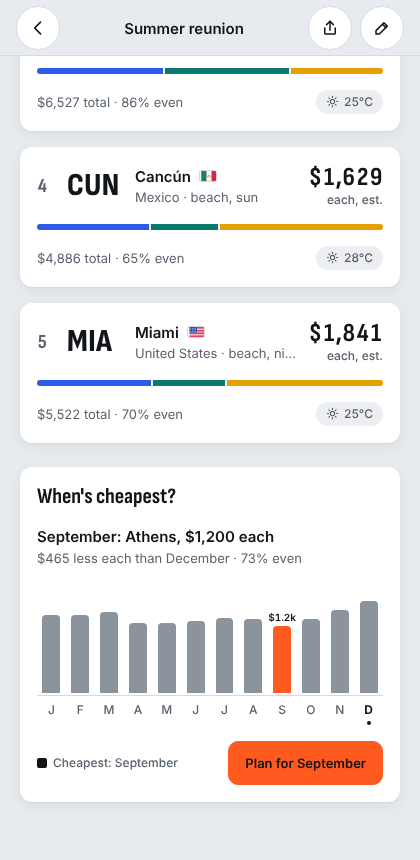 Summer reunion
$6,527 total · 86% even
25°C
4
CUN
Cancún
$1,629
Mexico · beach, sun
each, est.
$4,886 total · 65% even
28°C
5
MIA
Miami
$1,841
United States · beach, ni...
each, est.
$5,522 total · 70% even
25°C
When's cheapest?
September: Athens, $1,200 each
$465 less each than December · 73% even
$1.2k
J F M A M J J A S O N D
Cheapest: September
Plan for September